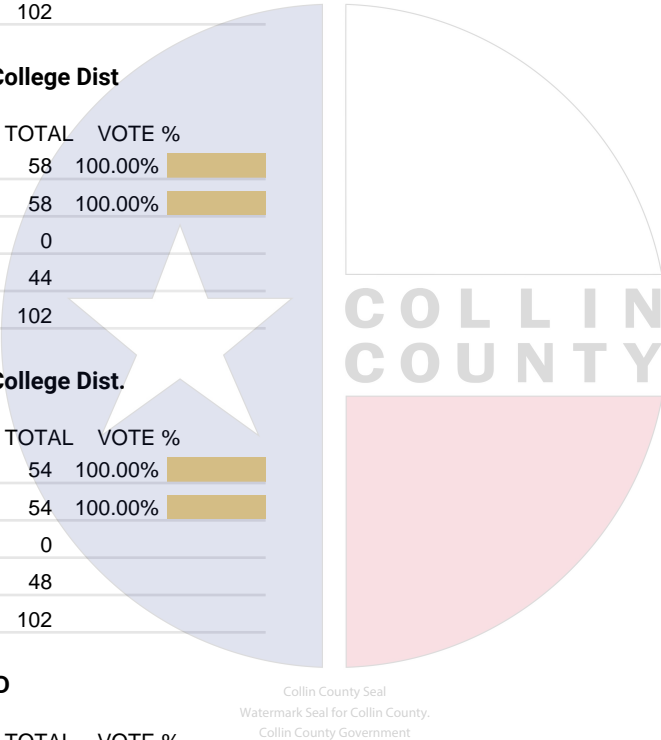 102
College Dist
TOTAL VOTE %
58 100.00%
58 100.00%
0
44
102
College Dist.
TOTAL VOTE %
54 100.00%
54 100.00%
0
48
102
O
TOTAL VOTE %
COLLIN
COUNTY
Collin County Seal
Watermark Seal for Collin County.
Collin County Government